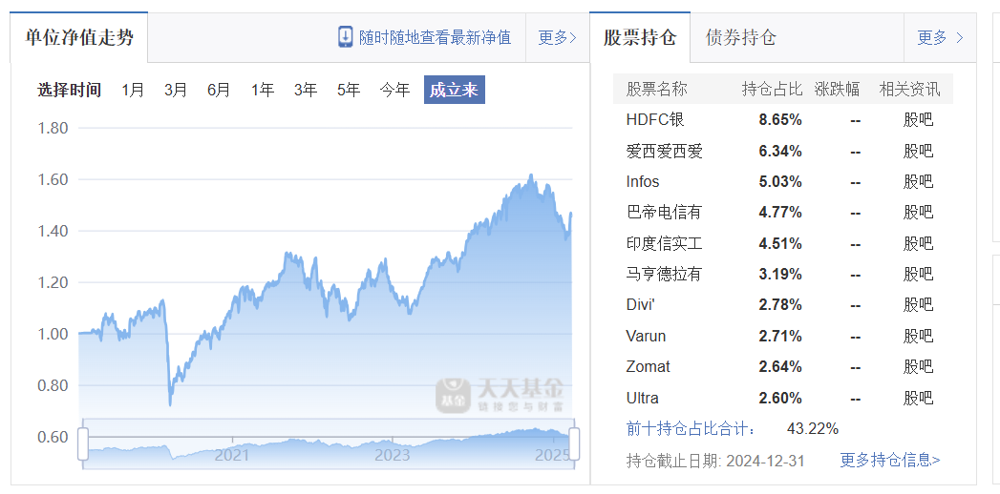 单位净值走势
随时随地查看最新净值
更多>
选择时间 1月 3月 6月 1年 3年 5年 今年 成立来
1.80
1.60
1.40
1.20
1.00
0.80
0.60
2021 2023 2025
天天基金
链接您与财富
基金
股票持仓 债券持仓 更多 >
股票名称 持仓占比 涨跌幅 相关资讯
HDFC银 8.65% -- 股吧
爱西爱西爱 6.34% -- 股吧
Infos 5.03% -- 股吧
巴帝电信有 4.77% -- 股吧
印度信实工 4.51% -- 股吧
马亨德拉有 3.19% -- 股吧
Divi' 2.78% -- 股吧
Varun 2.71% -- 股吧
Zomat 2.64% -- 股吧
Ultra 2.60% -- 股吧
前十持仓占比合计： 43.22%
持仓截止日期: 2024-12-31 更多持仓信息>